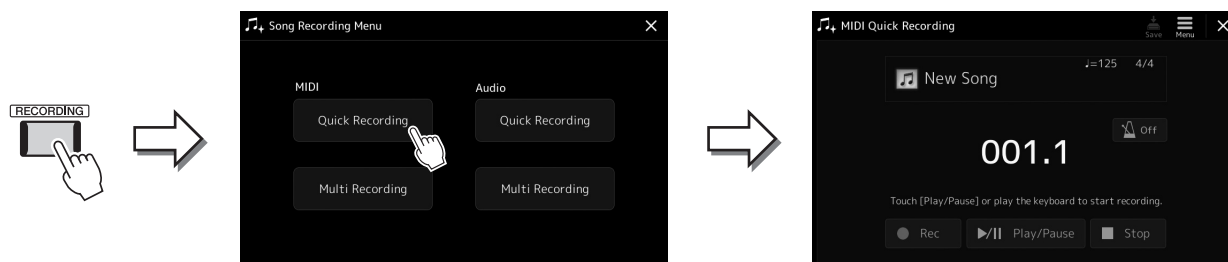 RECORDING
Song Recording Menu
MIDI
Audio
Quick Recording
Quick Recording
Multi Recording
Multi Recording
MIDI Quick Recording
Save
Menu
New Song
♩=125 4/4
Off
001.1
Touch [Play/Pause] or play the keyboard to start recording.
Rec
Play/Pause
Stop